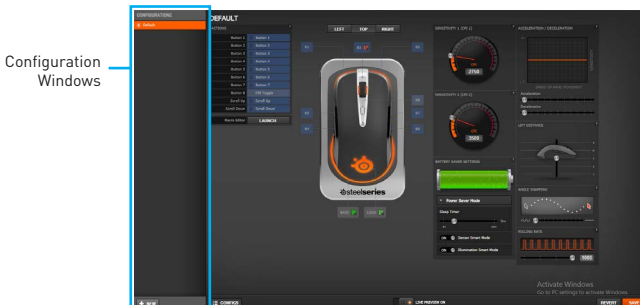 Configuration
Windows
CONFIGURATIONS
Default
+ NEW
DEFAULT
ACTIONS
Button 1 Button 1
Button 2 Button 2
Button 3 Button 3
Button 4 Button 4
Button 5 Button 5
Button 6 Button 6
Button 7 Button 7
Button 8 CPI Toggle
Scroll Up Scroll Up
Scroll Down Scroll Down
Macro Editor LAUNCH
LEFT TOP RIGHT
steelseries
SENSITIVITY 1 (CPI 1)
CPI
2750
SENSITIVITY 2 (CPI 2)
CPI
3500
BATTERY SAVER SETTINGS
Power Saver Mode
Sleep Timer
ON Sensor Smart Mode
ON Illumination Smart Mode
ACCELERATION / DECELERATION
Acceleration
Deceleration
LIFT DISTANCE
ANGLE SNAPPING
POLLING RATE
1000
Activate Windows
Go to PC settings to activate Windows.
CONFIGS
LIVE PREVIEW ON
REVERT
SAVE